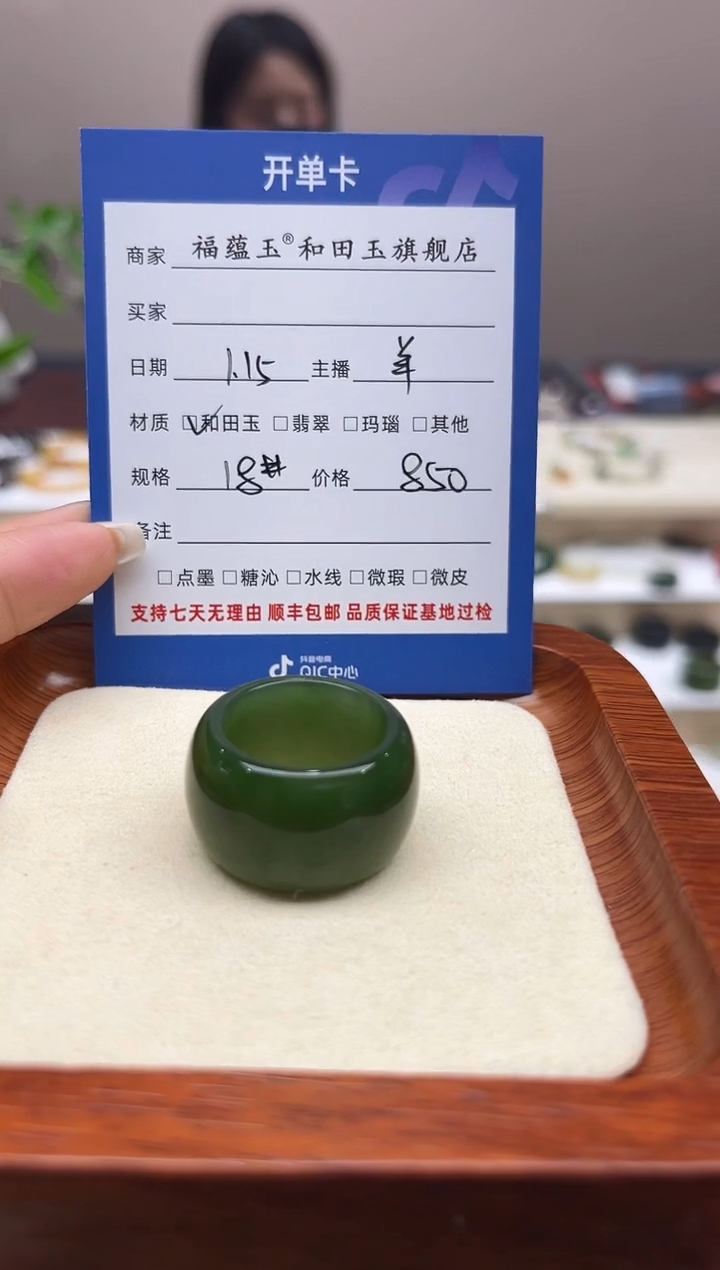 开单卡
商家 福蕴玉®和田玉旗舰店
买家
日期 1.15 主播 羊
材质 ☑和田玉 □翡翠 □玛瑙 □其他
规格 18# 价格 850
备注
□点墨 □糖沁 □水线 □微瑕 □微皮
支持七天无理由 顺丰包邮 品质保证基地过检
抖音电商
QIC中心